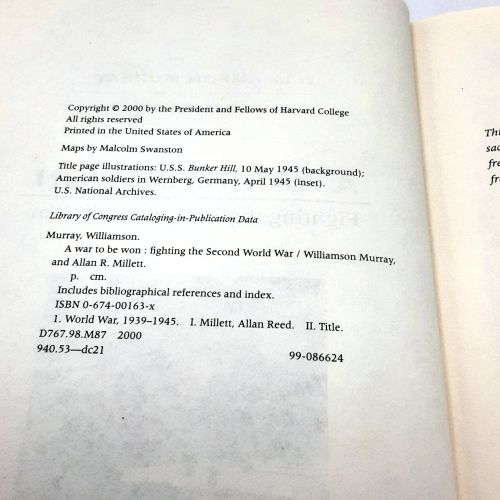 Copyright © 2000 by the President and Fellows of Harvard College
All rights reserved
Printed in the United States of America
Maps by Malcolm Swanston
Title page illustrations: U.S.S. Bunker Hill, 10 May 1945 (background);
American soldiers in Wernberg, Germany, April 1945 (inset).
U.S. National Archives.
Library of Congress Cataloging-in-Publication Data
Murray, Williamson.
A war to be won : fighting the Second World War / Williamson Murray,
and Allan R. Millett.
p. cm.
Includes bibliographical references and index.
ISBN 0-674-00163-x
1. World War, 1939–1945. I. Millett, Allan Reed. II. Title.
D767.98.M87 2000
940.53—dc21 99-086624